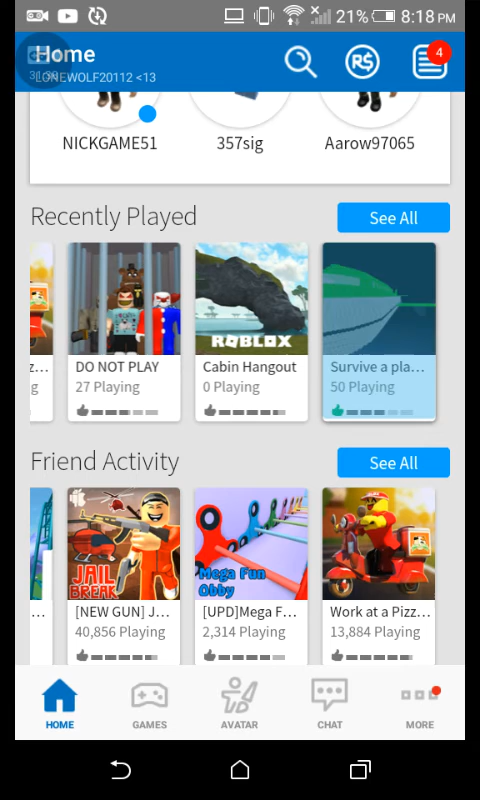 21% 8:18 PM
Home
LONEWOLF20112 <13
R$
4
NICKGAME51
357sig
Aarow97065
Recently Played
See All
z...
DO NOT PLAY
Cabin Hangout
Survive a pla...
g
27 Playing
0 Playing
50 Playing
ROBLOX
Friend Activity
See All
JAIL
BREAK
Mega Fun
Obby
...
[NEW GUN] J...
[UPD]Mega F...
Work at a Pizz...
40,856 Playing
2,314 Playing
13,884 Playing
HOME
GAMES
AVATAR
CHAT
MORE